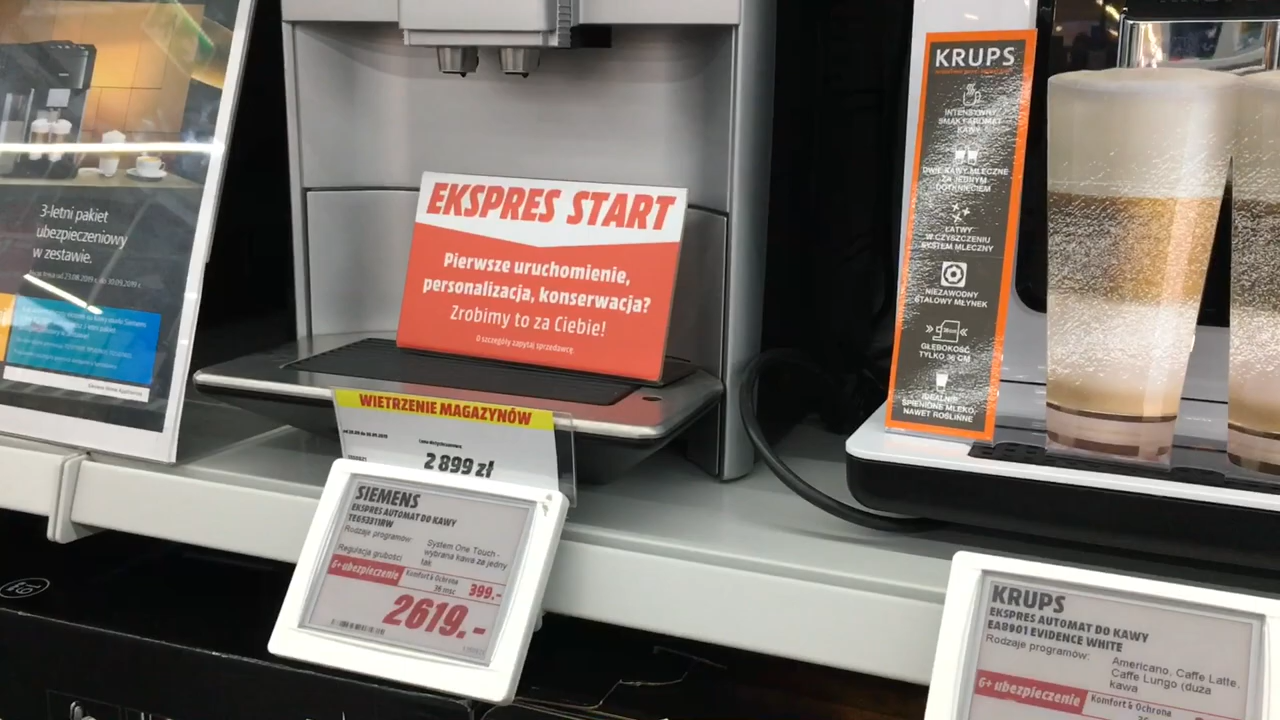 3-letni pakiet
ubezpieczeniowy
w zestawie.
EKSPRES START
Pierwsze uruchomienie,
personalizacja, konserwacja?
Zrobimy to za Ciebie!
O szczegóły zapytaj sprzedawcę
WIETRZENIE MAGAZYNÓW
2 899 zł
SIEMENS
EKSPRES AUTOMAT DO KAWY
TE653311RW
Rodzaje programów: System One Touch -
wybrana kawę za jedny
Regulacja grubości tak
G+ubezpieczenie Komfort & Ochrona
36 msc 399.-
2619.-
KRUPS
INTENSYWNY
SMAK I AROMAT
KAWY
DWIE KAWY MLECZNE
ZA JEDNYM
DOTKNIĘCIEM
ŁATWY
W CZYSZCZENIU
SYSTEM MLECZNY
NIEZAWODNY
STALOWY MŁYNEK
GŁĘBOKOŚĆ
TYLKO 36 CM
IDEALNIE
SPIENIONE MLEKO,
NAWET ROŚLINNE
KRUPS
EKSPRES AUTOMAT DO KAWY
EA8901 EVIDENCE WHITE
Rodzaje programów: Americano, Caffe Latte,
Caffe Lungo (duża
kawa
G+ ubezpieczenie Komfort & Ochrona